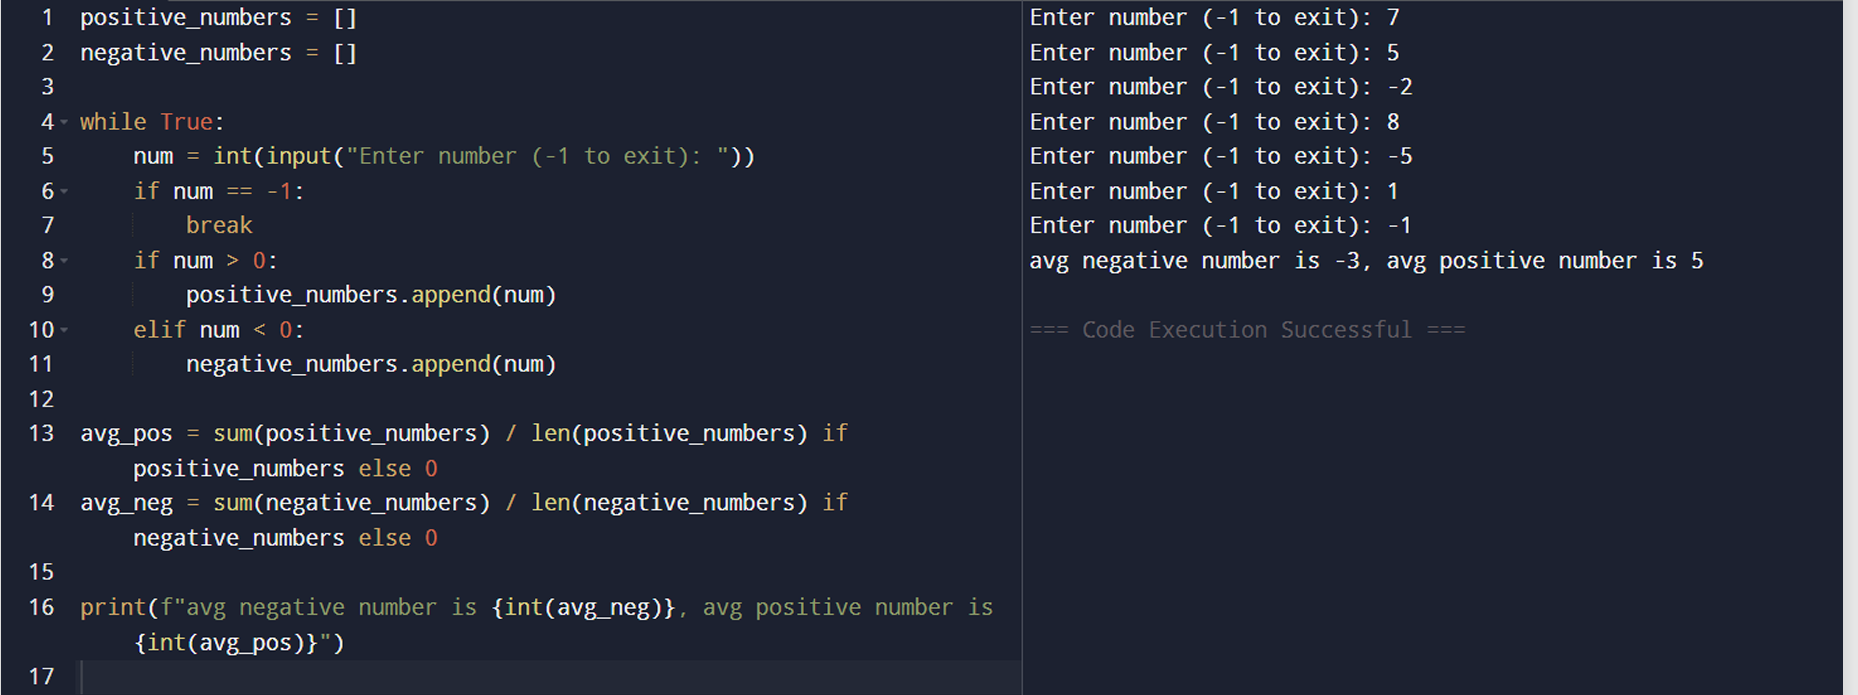 1 positive_numbers = []
2 negative_numbers = []
3
4 while True:
5 num = int(input("Enter number (-1 to exit): "))
6 if num == -1:
7 break
8 if num > 0:
9 positive_numbers.append(num)
10 elif num < 0:
11 negative_numbers.append(num)
12
13 avg_pos = sum(positive_numbers) / len(positive_numbers) if
positive_numbers else 0
14 avg_neg = sum(negative_numbers) / len(negative_numbers) if
negative_numbers else 0
15
16 print(f"avg negative number is {int(avg_neg)}, avg positive number is
{int(avg_pos)}")
17
Enter number (-1 to exit): 7
Enter number (-1 to exit): 5
Enter number (-1 to exit): -2
Enter number (-1 to exit): 8
Enter number (-1 to exit): -5
Enter number (-1 to exit): 1
Enter number (-1 to exit): -1
avg negative number is -3, avg positive number is 5
=== Code Execution Successful ===